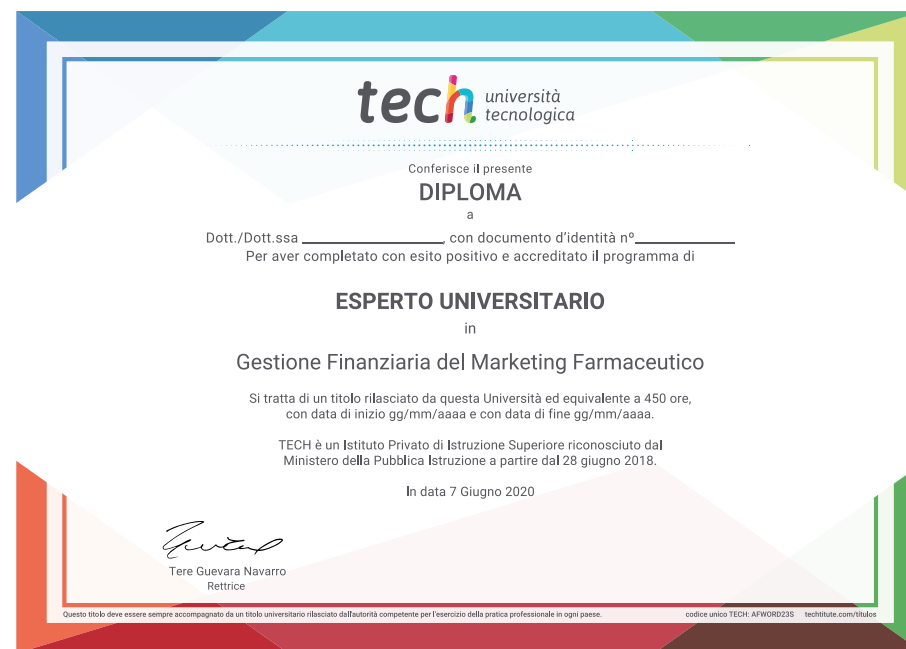 tech università
tecnologica
Conferisce il presente
DIPLOMA
a
Dott./Dott.ssa ____________________, con documento d'identità nº______________
Per aver completato con esito positivo e accreditato il programma di
ESPERTO UNIVERSITARIO
in
Gestione Finanziaria del Marketing Farmaceutico
Si tratta di un titolo rilasciato da questa Università ed equivalente a 450 ore,
con data di inizio gg/mm/aaaa e con data di fine gg/mm/aaaa.
TECH è un Istituto Privato di Istruzione Superiore riconosciuto dal
Ministero della Pubblica Istruzione a partire dal 28 giugno 2018.
In data 7 Giugno 2020
Tere Guevara Navarro
Rettrice
Questo titolo deve essere sempre accompagnato da un titolo universitario rilasciato dall'autorità competente per l'esercizio della pratica professionale in ogni paese. codice unico TECH: AFWORD23S techtitute.com/titulos